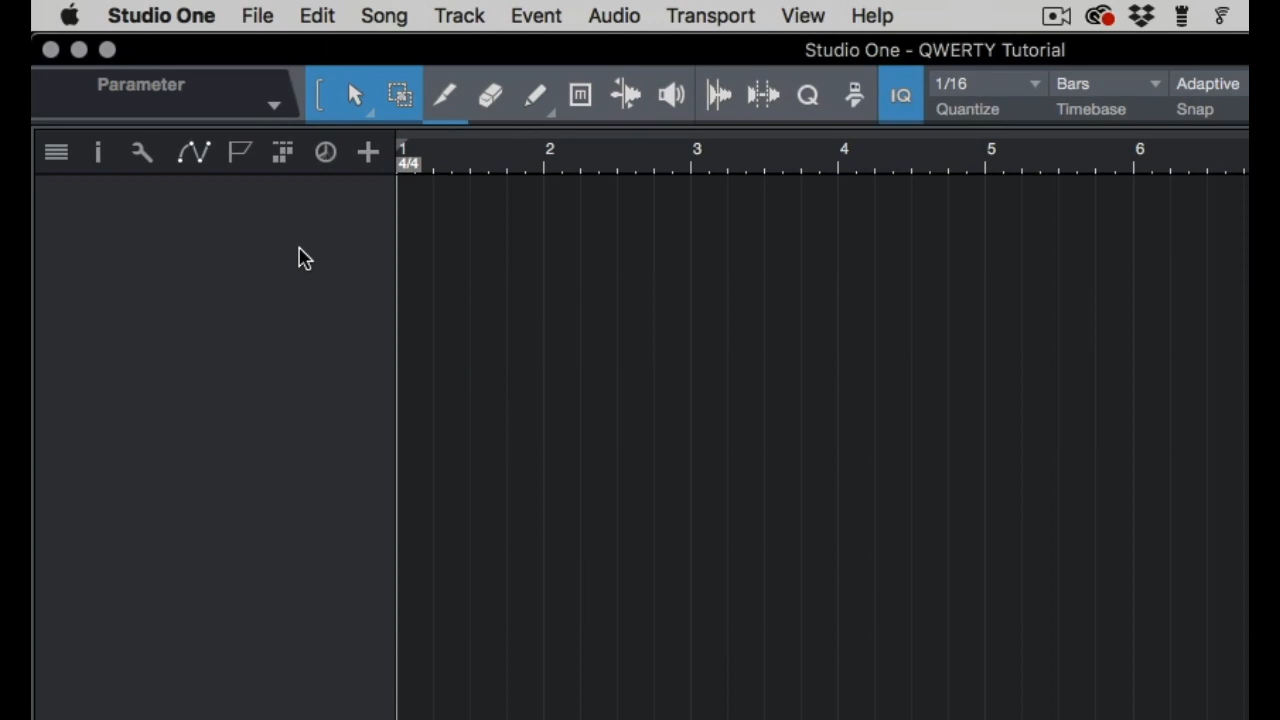 Studio One File Edit Song Track Event Audio Transport View Help
Studio One - QWERTY Tutorial
Parameter
IQ
1/16 Bars Adaptive
Quantize Timebase Snap
1 2 3 4 5 6
4/4